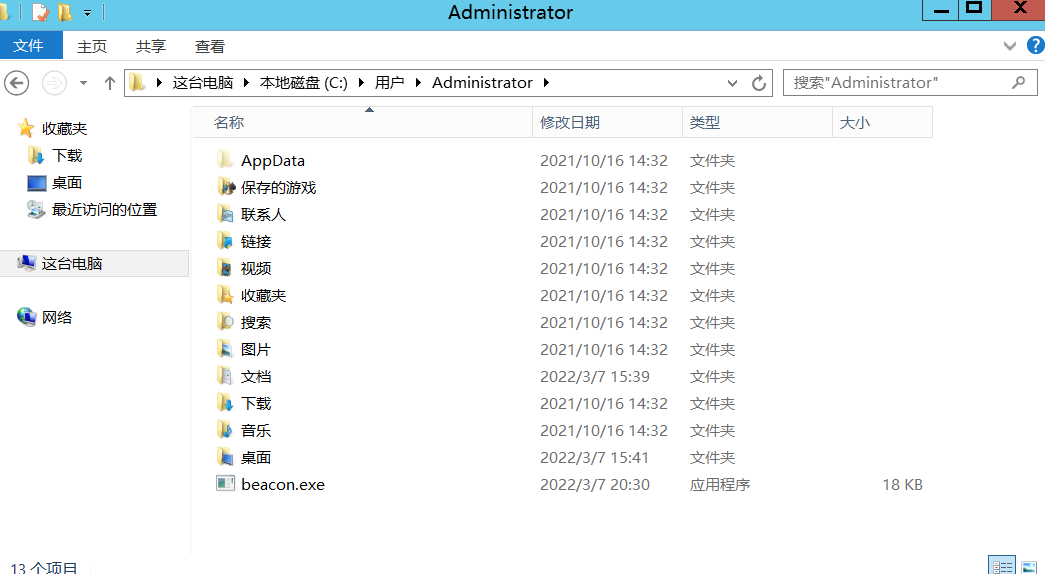 Administrator
文件 主页 共享 查看
这台电脑 本地磁盘 (C:) 用户 Administrator 搜索"Administrator"
收藏夹
下载
桌面
最近访问的位置
这台电脑
网络
名称 修改日期 类型 大小
AppData 2021/10/16 14:32 文件夹
保存的游戏 2021/10/16 14:32 文件夹
联系人 2021/10/16 14:32 文件夹
链接 2021/10/16 14:32 文件夹
视频 2021/10/16 14:32 文件夹
收藏夹 2021/10/16 14:32 文件夹
搜索 2021/10/16 14:32 文件夹
图片 2021/10/16 14:32 文件夹
文档 2022/3/7 15:39 文件夹
下载 2021/10/16 14:32 文件夹
音乐 2021/10/16 14:32 文件夹
桌面 2022/3/7 15:41 文件夹
beacon.exe 2022/3/7 20:30 应用程序 18 KB
13 个项目